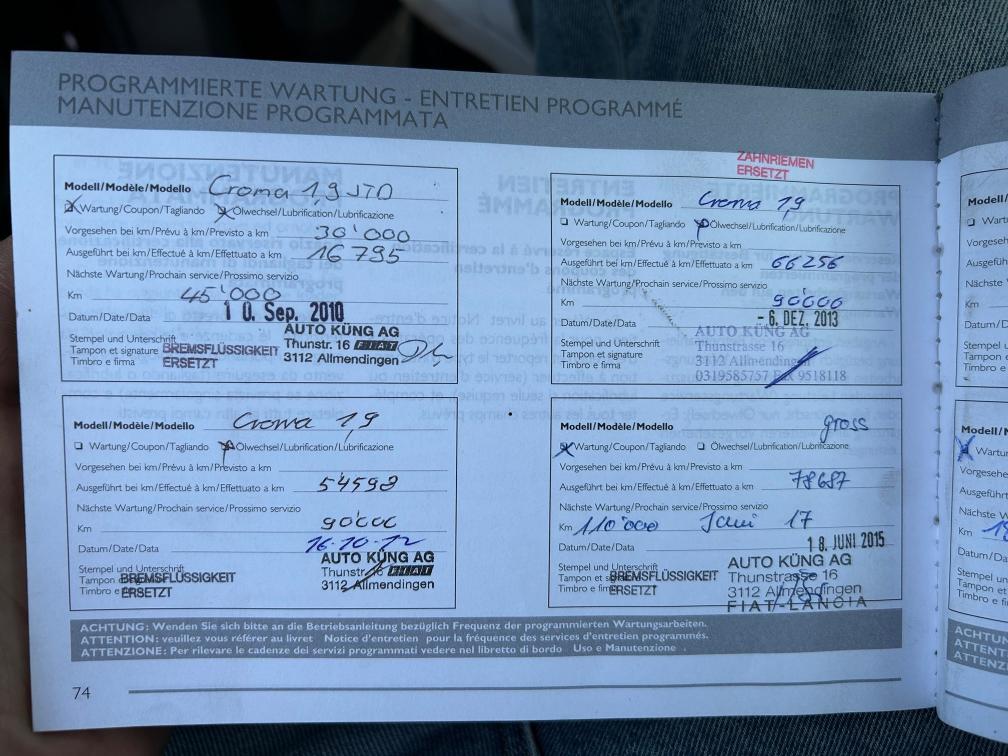 PROGRAMMIERTE WARTUNG - ENTRETIEN PROGRAMMÉ
MANUTENZIONE PROGRAMMATA
Modell/Modèle/Modello Croma 1,9 JTD
Wartung/Coupon/Tagliando Ölwechsel/Lubrification/Lubrificazione
Vorgesehen bei km/Prévu à km/Previsto a km 30'000
Ausgeführt bei km/Effectué à km/Effettuato a km 16795
Nächste Wartung/Prochain service/Prossimo servizio
Km 45'000
Datum/Date/Data 10. Sep. 2010
Stempel und Unterschrift
Tampon et signature
Timbro e firma
BREMSFLÜSSIGKEIT
ERSETZT
AUTO KÜNG AG
Thunstr. 16 FIAT
3112 Allmendingen
ZAHNRIEMEN
ERSETZT
Modell/Modèle/Modello Croma 1,9
Wartung/Coupon/Tagliando Ölwechsel/Lubrification/Lubrificazione
Vorgesehen bei km/Prévu à km/Previsto a km
Ausgeführt bei km/Effectué à km/Effettuato a km 66256
Nächste Wartung/Prochain service/Prossimo servizio
Km 90000
Datum/Date/Data - 6. DEZ. 2013
Stempel und Unterschrift
Tampon et signature
Timbro e firma
AUTO KÜNG AG
Thunstrasse 16
3112 Allmendingen
0319585757 Fax 9518118
Modell/Modèle/Modello Croma 1,9
Wartung/Coupon/Tagliando Ölwechsel/Lubrification/Lubrificazione
Vorgesehen bei km/Prévu à km/Previsto a km
Ausgeführt bei km/Effectué à km/Effettuato a km 54598
Nächste Wartung/Prochain service/Prossimo servizio
Km 90'000
Datum/Date/Data 16.10.12
Stempel und Unterschrift
Tampon
Timbro e
BREMSFLÜSSIGKEIT
ERSETZT
AUTO KÜNG AG
Thunstr. 16 FIAT
3112 Allmendingen
Modell/Modèle/Modello gross
Wartung/Coupon/Tagliando Ölwechsel/Lubrification/Lubrificazione
Vorgesehen bei km/Prévu à km/Previsto a km
Ausgeführt bei km/Effectué à km/Effettuato a km 78687
Nächste Wartung/Prochain service/Prossimo servizio
Km 110'000 Juni 17
Datum/Date/Data 18. JUNI 2015
Stempel und Unterschrift
Tampon et
Timbro e
BREMSFLÜSSIGKEIT
ERSETZT
AUTO KÜNG AG
Thunstrasse 16
3112 Allmendingen
FIAT-LANCIA
ACHTUNG: Wenden Sie sich bitte an die Betriebsanleitung bezüglich Frequenz der programmierten Wartungsarbeiten.
ATTENTION: veuillez vous référer au livret Notice d'entretien pour la fréquence des services d'entretien programmés.
ATTENZIONE: Per rilevare le cadenze dei servizi programmati vedere nel libretto di bordo Uso e Manutenzione .
74